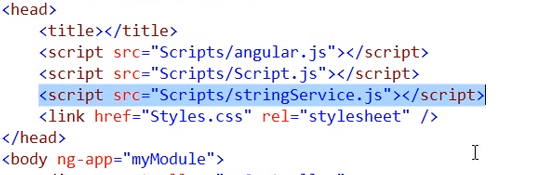 <head>
<title></title>
<script src="Scripts/angular.js"></script>
<script src="Scripts/Script.js"></script>
<script src="Scripts/stringService.js"></script>
<link href="Styles.css" rel="stylesheet" />
</head>
<body ng-app="myModule">